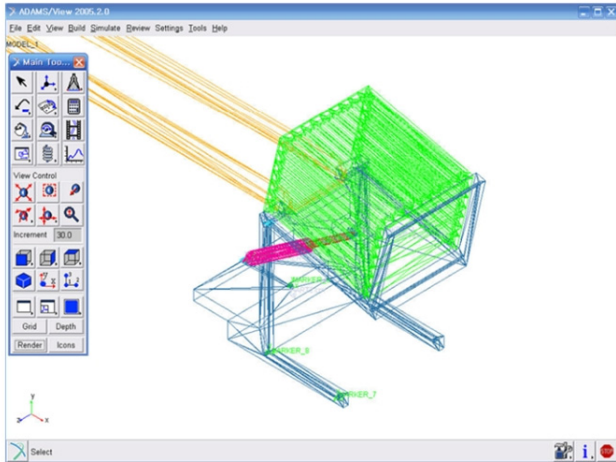 ADAMS/View 2005.2.0
File Edit View Build Simulate Review Settings Tools Help
MODEL_1
Main Too...
View Control
Increment 30.0
Grid Depth
Render Icons
MARKER_8
MARKER_7
y
z x
Select
i
STOP